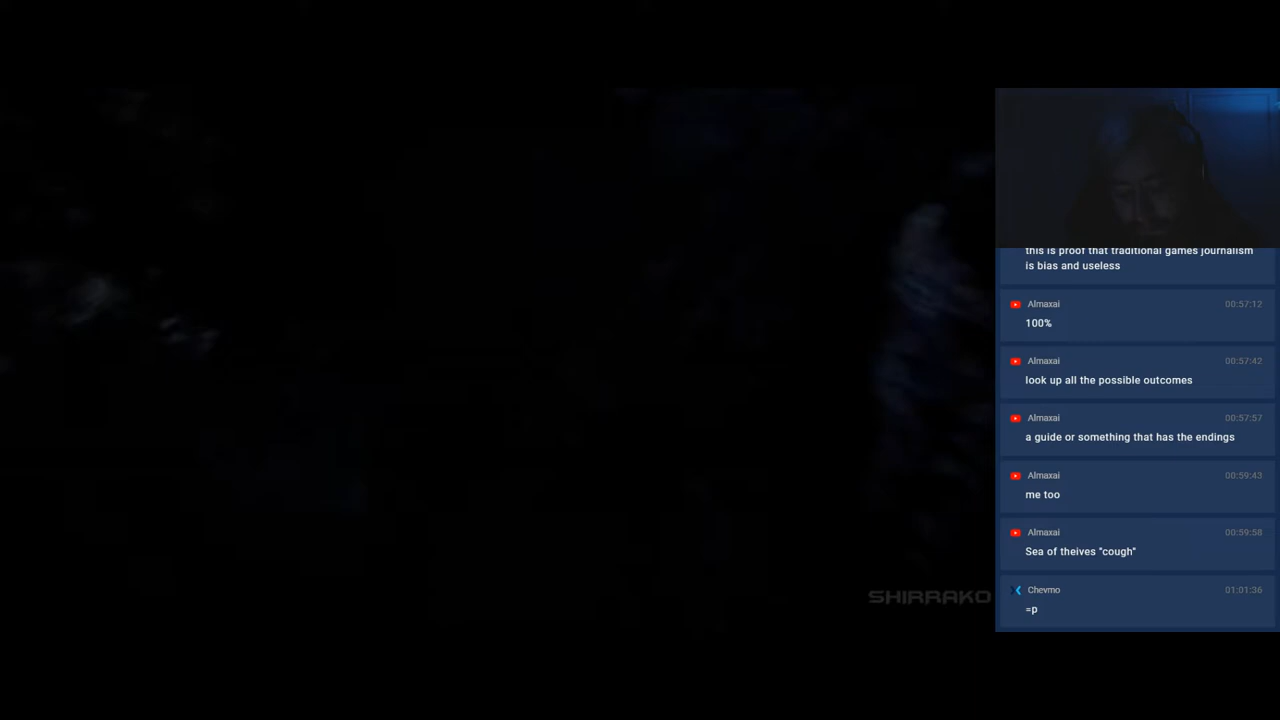 this is proof that traditional games journalism
is bias and useless
Almaxai 00:57:12
100%
Almaxai 00:57:42
look up all the possible outcomes
Almaxai 00:57:57
a guide or something that has the endings
Almaxai 00:59:43
me too
Almaxai 00:59:58
Sea of theives "cough"
SHIRRAKO
Chevmo 01:01:36
=p